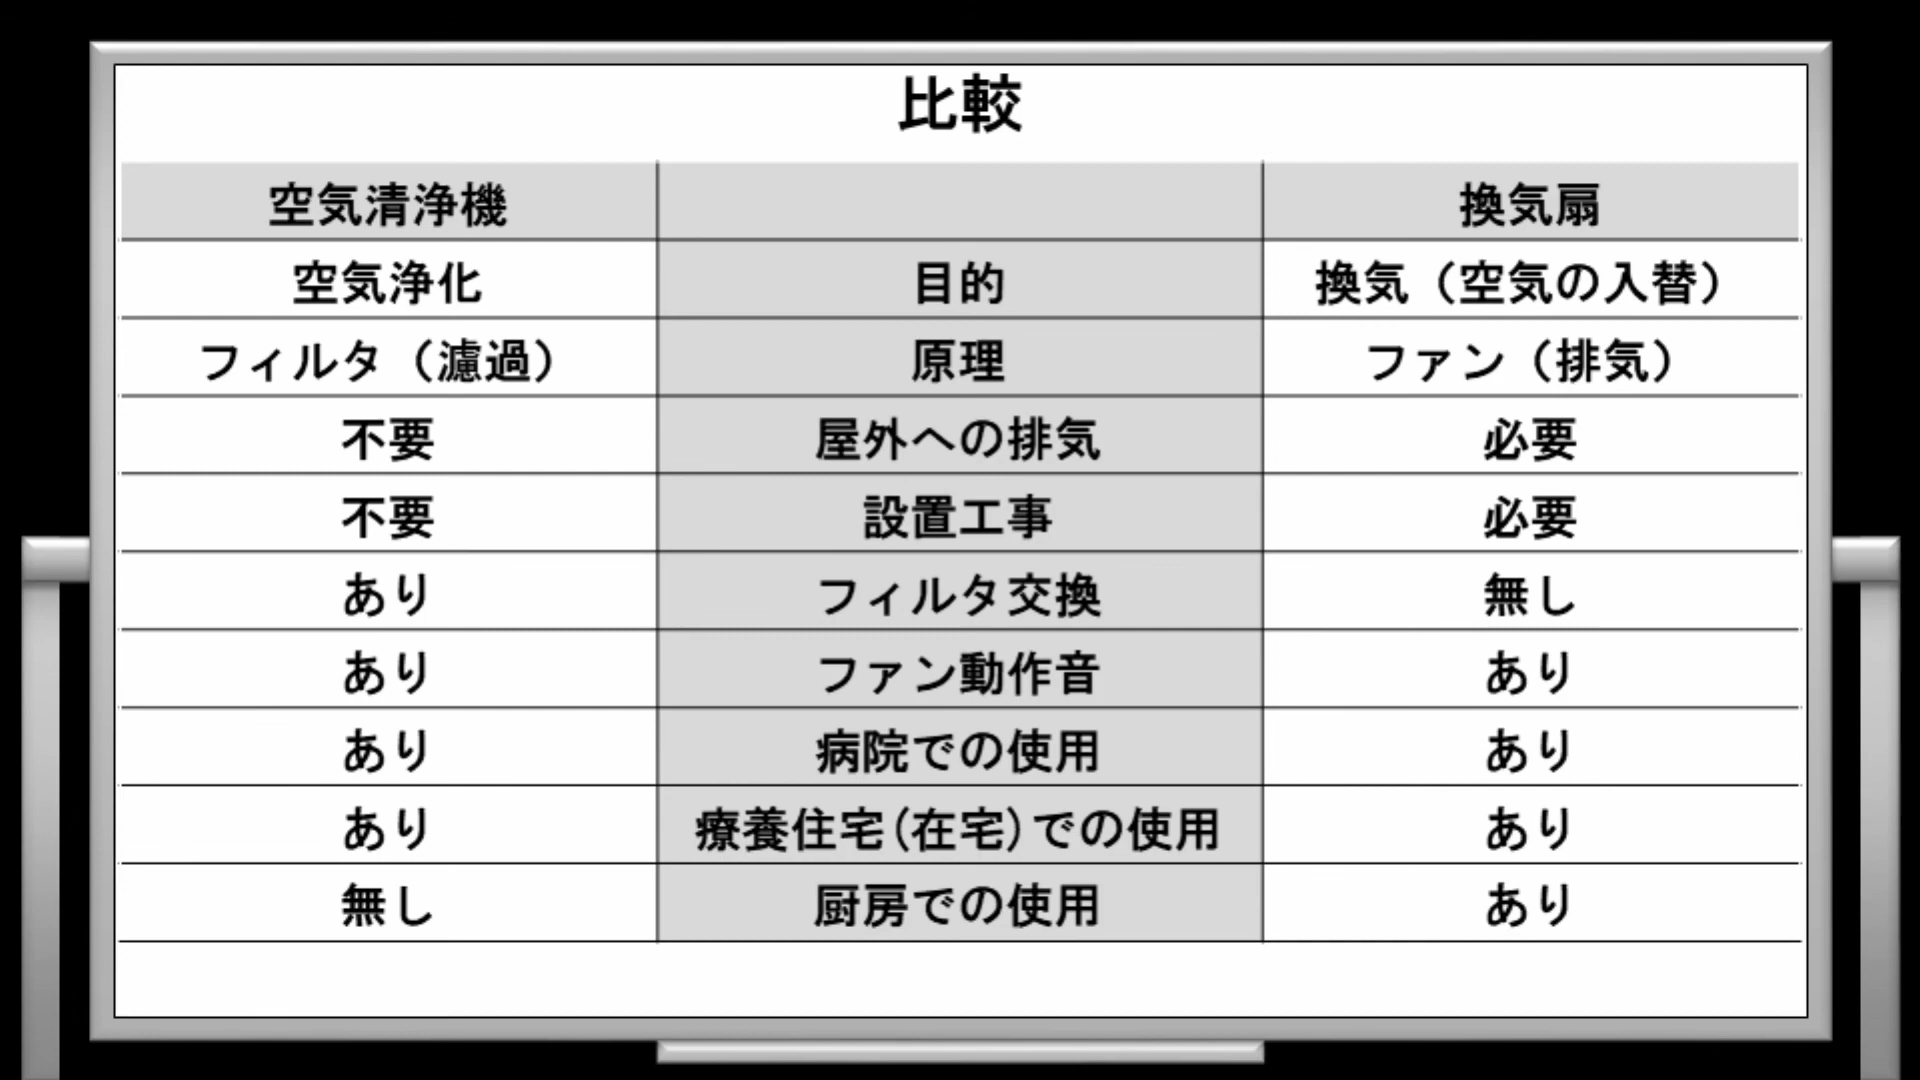 比較
空気清浄機 換気扇
空気浄化 目的 換気（空気の入替）
フィルタ（濾過） 原理 ファン（排気）
不要 屋外への排気 必要
不要 設置工事 必要
あり フィルタ交換 無し
あり ファン動作音 あり
あり 病院での使用 あり
あり 療養住宅(在宅)での使用 あり
無し 厨房での使用 あり